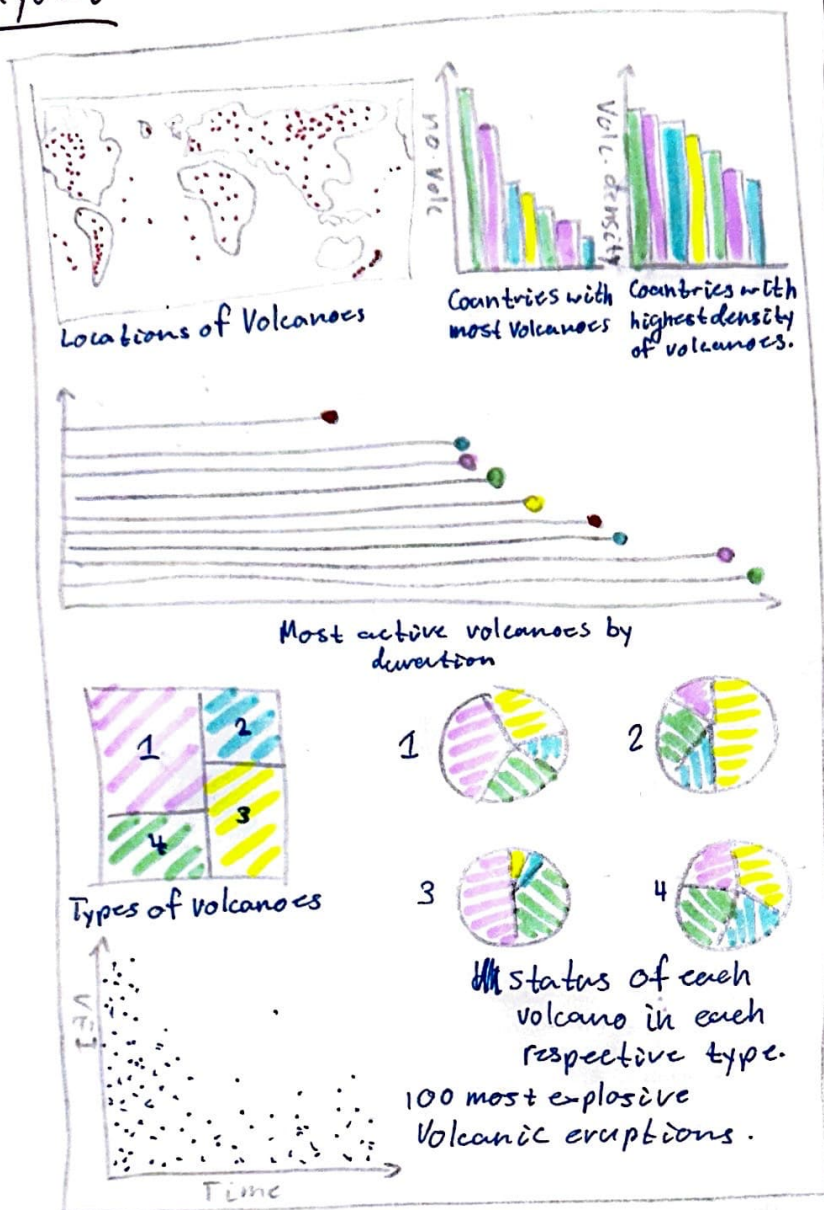 no. Volc
Volc. density
Locations of Volcanoes
Countries with
most Volcanoes
Countries with
highest density
of volcanoes.
Most active volcanoes by
duration
1
2
3
4
Types of volcanoes
1
2
3
4
status of each
volcano in each
respective type.
VEI
Time
100 most explosive
Volcanic eruptions.